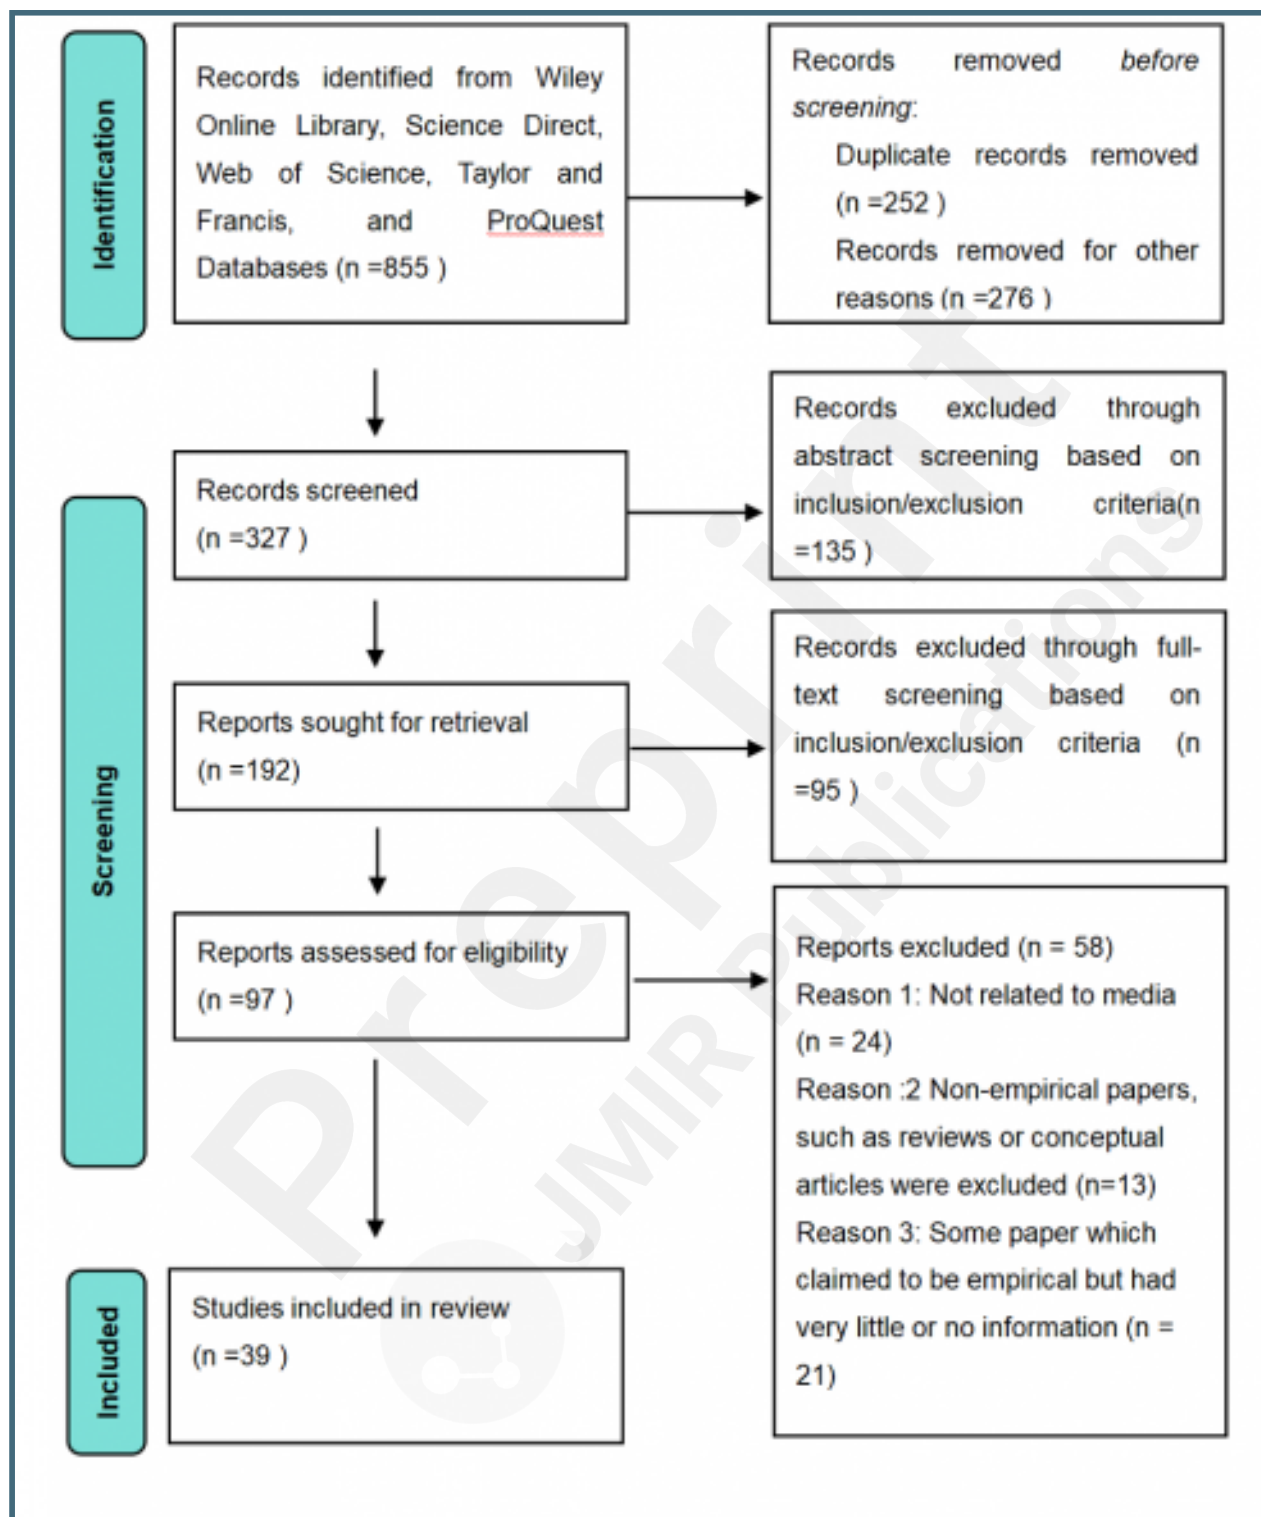 Identification
Records identified from Wiley
Online Library, Science Direct,
Web of Science, Taylor and
Francis, and ProQuest
Databases (n =855 )
Records removed before
screening:
Duplicate records removed
(n =252 )
Records removed for other
reasons (n =276 )
Screening
Records screened
(n =327 )
Records excluded through
abstract screening based on
inclusion/exclusion criteria(n
=135 )
Reports sought for retrieval
(n =192)
Records excluded through full-
text screening based on
inclusion/exclusion criteria (n
=95 )
Reports assessed for eligibility
(n =97 )
Reports excluded (n = 58)
Reason 1: Not related to media
(n = 24)
Reason :2 Non-empirical papers,
such as reviews or conceptual
articles were excluded (n=13)
Reason 3: Some paper which
claimed to be empirical but had
very little or no information (n =
21)
Included
Studies included in review
(n =39 )
Preprint
JMIR Publications